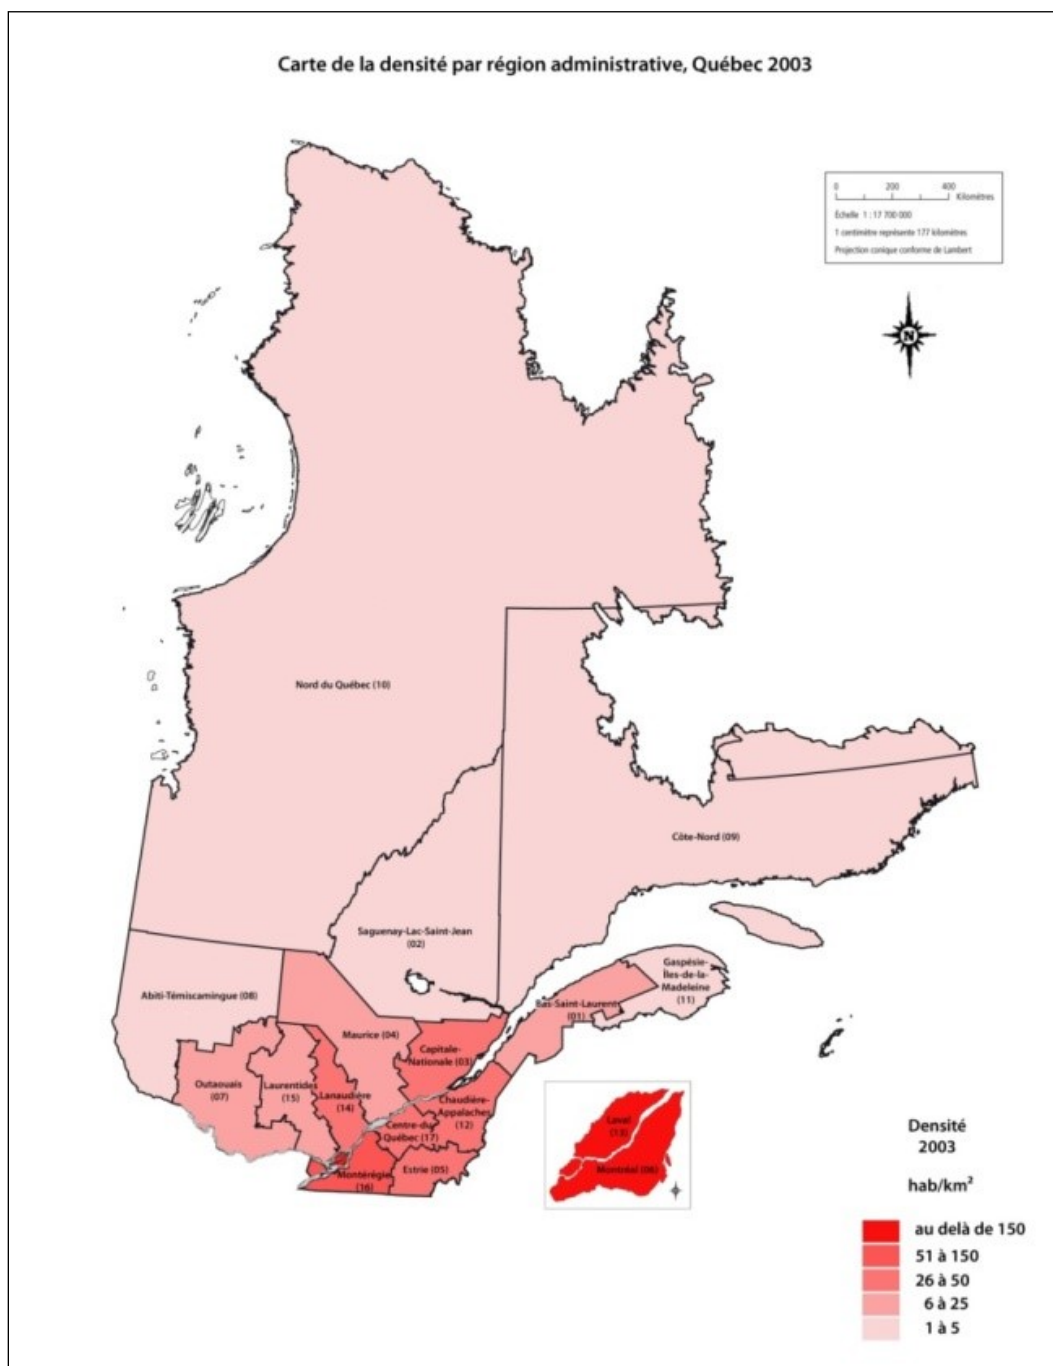 Carte de la densité par région administrative, Québec 2003
0 200 400
Kilomètres
Échelle 1 : 17 700 000
1 centimètre représente 177 kilomètres
Projection conique conforme de Lambert
N
Nord du Québec (10)
Côte-Nord (09)
Saguenay-Lac-Saint-Jean
(02)
Gaspésie-
Îles-de-la-
Madeleine
(11)
Abiti-Témiscamingue (08)
Bas-Saint-Laurent
(01)
Maurice (04)
Capitale-
Nationale (03)
Outaouais
(07)
Laurentides
(15)
Lanaudière
(14)
Chaudière-
Appalaches
(12)
Centre-du-
Québec (17)
Estrie (05)
Montérégie
(16)
Laval
(13)
Montréal (06)
Densité
2003
hab/km²
au delà de 150
51 à 150
26 à 50
6 à 25
1 à 5